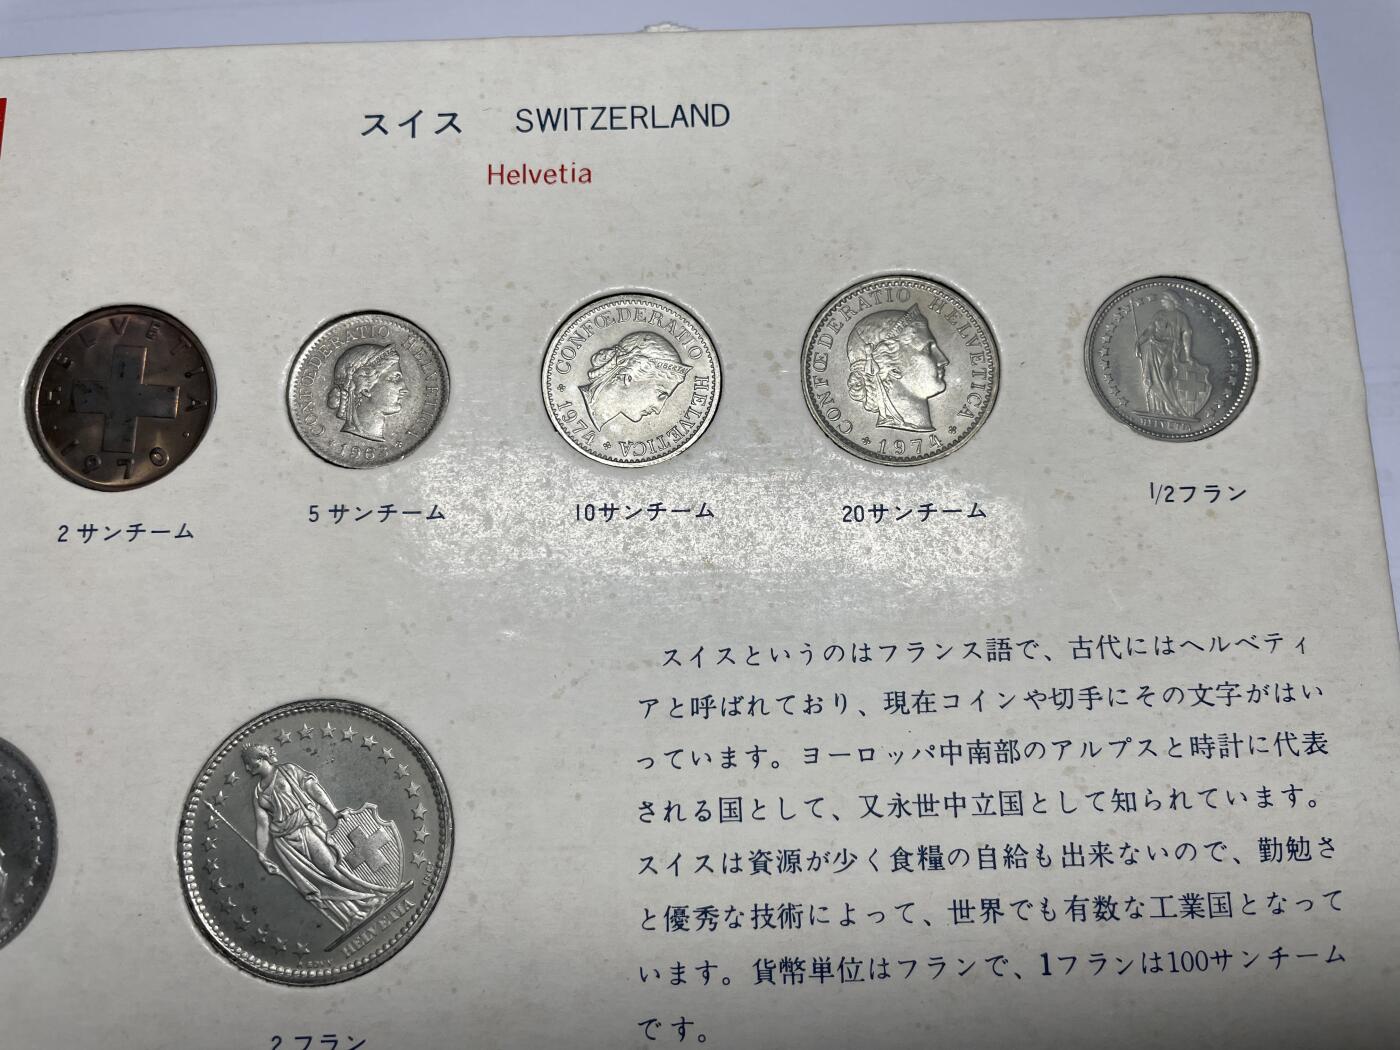 スイス SWITZERLAND
Helvetia
HELVETIA
1970
CONFŒDERATIO HELVETICA
CONFŒDERATIO HELVETICA
1974
CONFŒDERATIO HELVETICA
1974
HELVETIA
2サンチーム
5サンチーム
10サンチーム
20サンチーム
1/2フラン
HELVETIA
2フラン
スイスというのはフランス語で、古代にはヘルベティ
アと呼ばれており、現在コインや切手にその文字がはい
っています。ヨーロッパ中南部のアルプスと時計に代表
される国として、又永世中立国として知られています。
スイスは資源が少く食糧の自給も出来ないので、勤勉さ
と優秀な技術によって、世界でも有数な工業国となって
います。貨幣単位はフランで、1フランは100サンチーム
です。